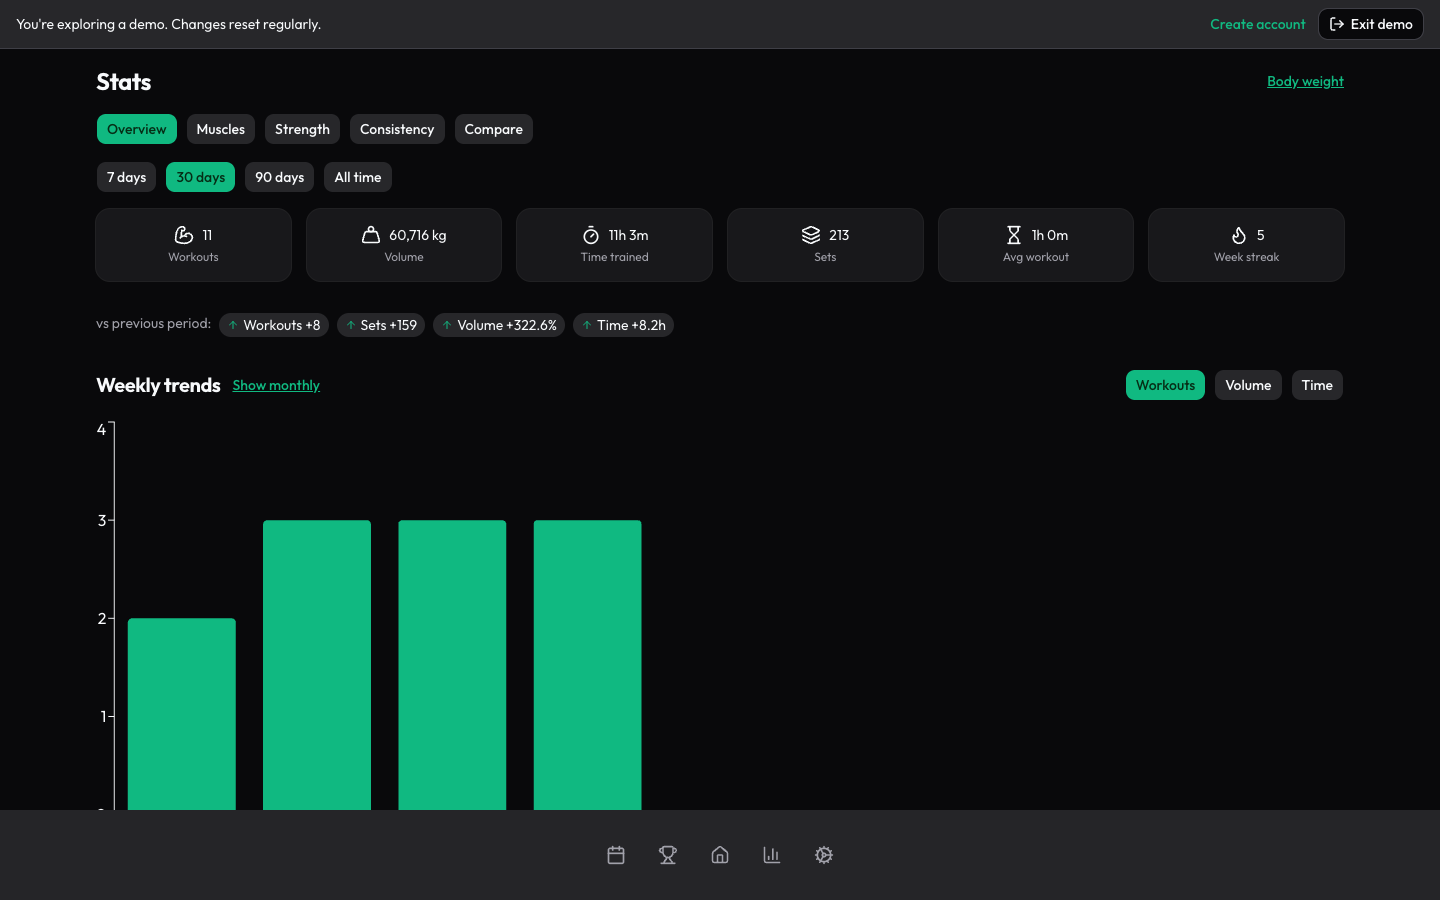 You're exploring a demo. Changes reset regularly.
Create account
Exit demo
Stats
Body weight
Overview
Muscles
Strength
Consistency
Compare
7 days
30 days
90 days
All time
11
Workouts
60,716 kg
Volume
11h 3m
Time trained
213
Sets
1h 0m
Avg workout
5
Week streak
vs previous period:
↑ Workouts +8
↑ Sets +159
↑ Volume +322.6%
↑ Time +8.2h
Weekly trends
Show monthly
Workouts
Volume
Time
4
3
2
1